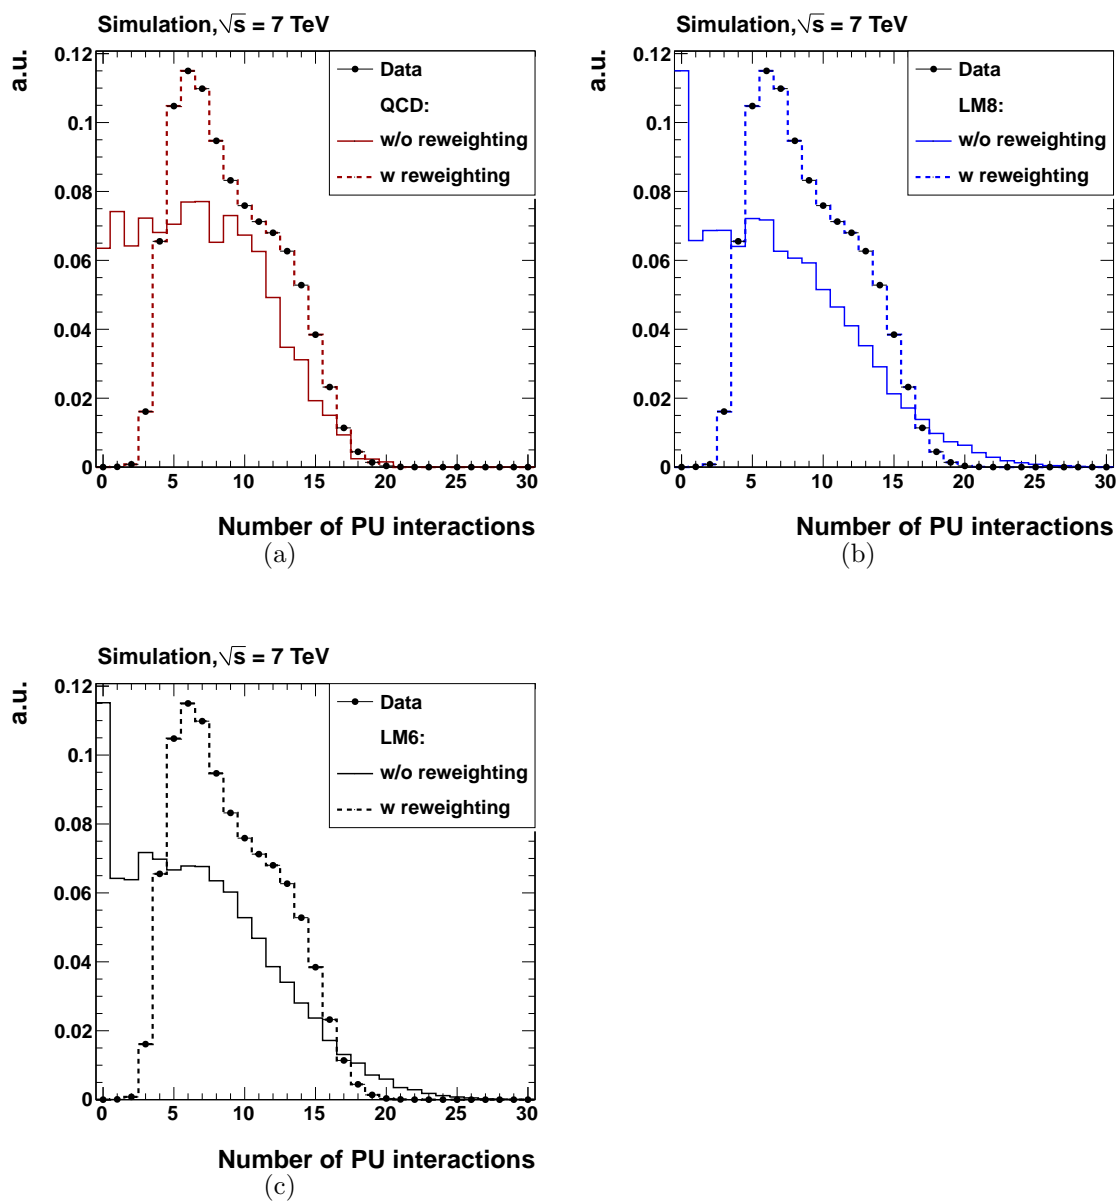 Simulation, √s = 7 TeV
a.u.
0.12
0.1
0.08
0.06
0.04
0.02
0
Data
QCD:
w/o reweighting
w reweighting
0 5 10 15 20 25 30
Number of PU interactions
(a)
Simulation, √s = 7 TeV
a.u.
0.12
0.1
0.08
0.06
0.04
0.02
0
Data
LM8:
w/o reweighting
w reweighting
0 5 10 15 20 25 30
Number of PU interactions
(b)
Simulation, √s = 7 TeV
a.u.
0.12
0.1
0.08
0.06
0.04
0.02
0
Data
LM6:
w/o reweighting
w reweighting
0 5 10 15 20 25 30
Number of PU interactions
(c)